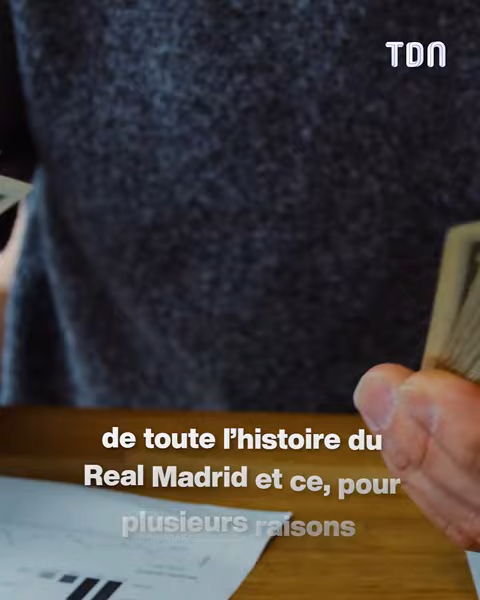 TDN
de toute l’histoire du
Real Madrid et ce, pour
plusieurs raisons